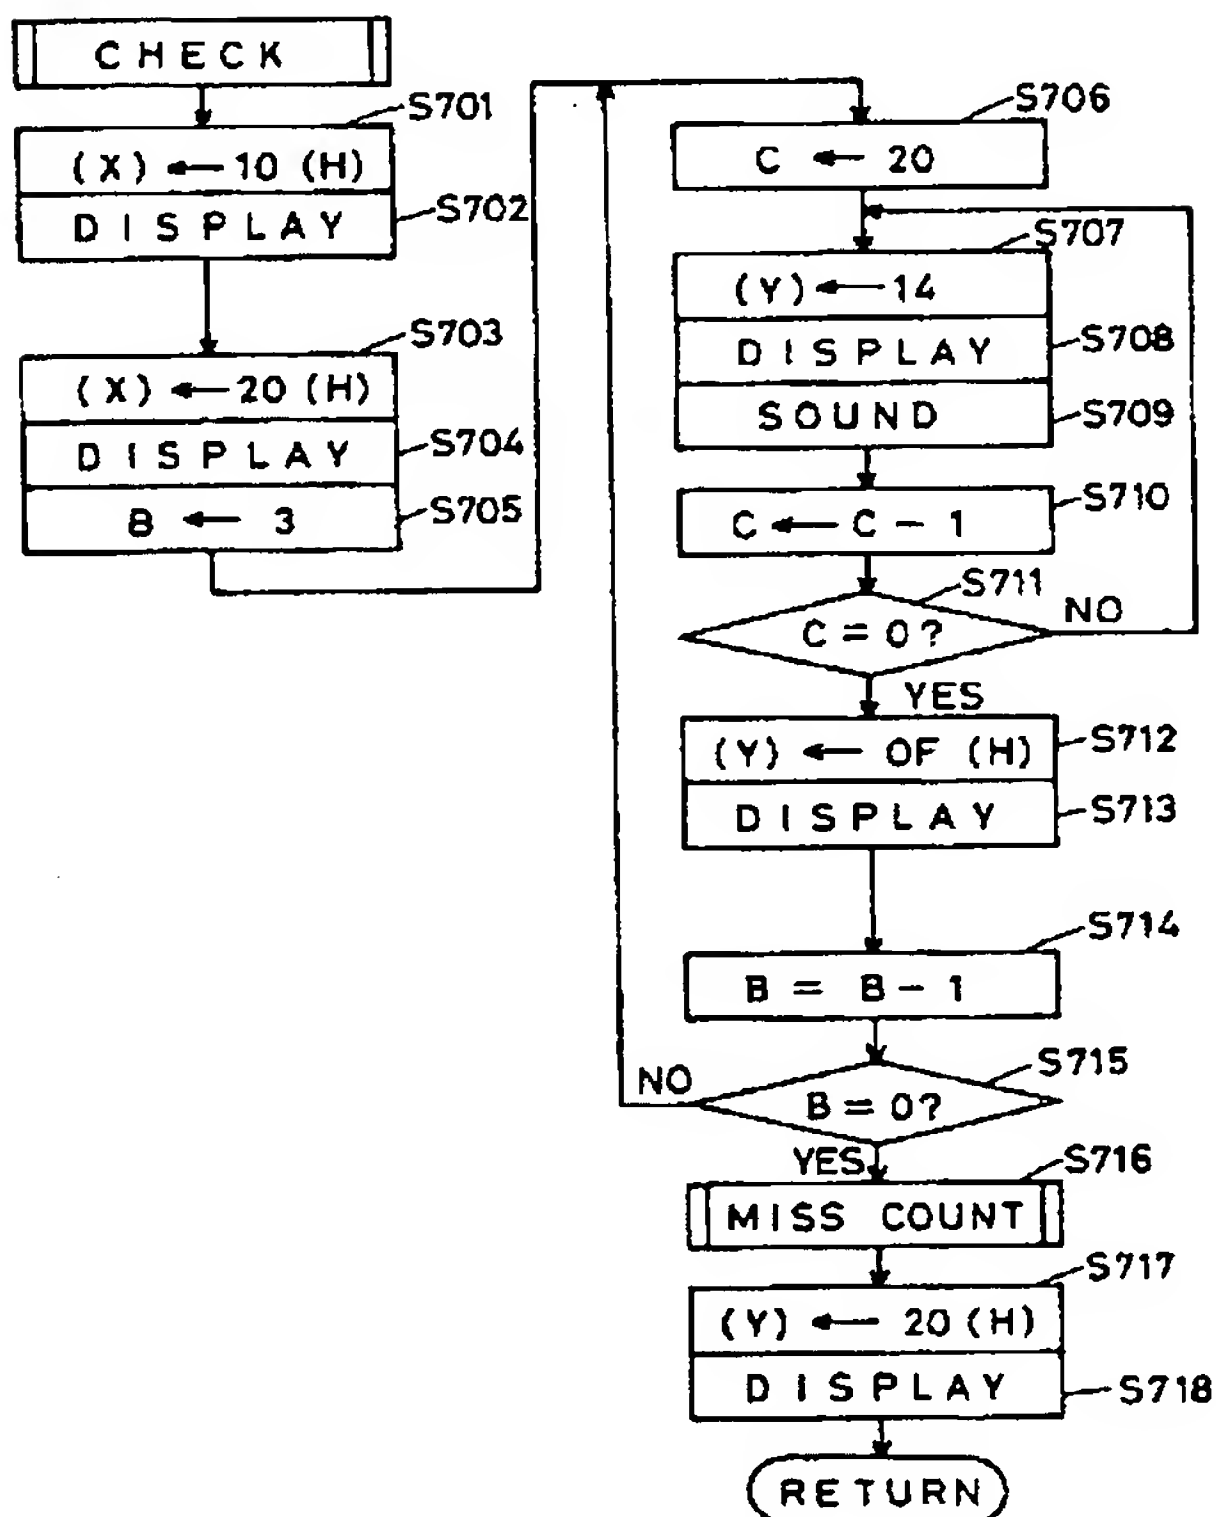 CHECK
S701
(X) ← 10 (H)
DISPLAY
S702
S703
(X) ← 20 (H)
DISPLAY
S704
B ← 3
S705
S706
C ← 20
S707
(Y) ← 14
DISPLAY
S708
SOUND
S709
C ← C - 1
S710
S711
C = 0?
NO
YES
(Y) ← OF (H)
S712
DISPLAY
S713
S714
B = B - 1
S715
B = 0?
NO
YES
S716
MISS COUNT
S717
(Y) ← 20 (H)
DISPLAY
S718
RETURN